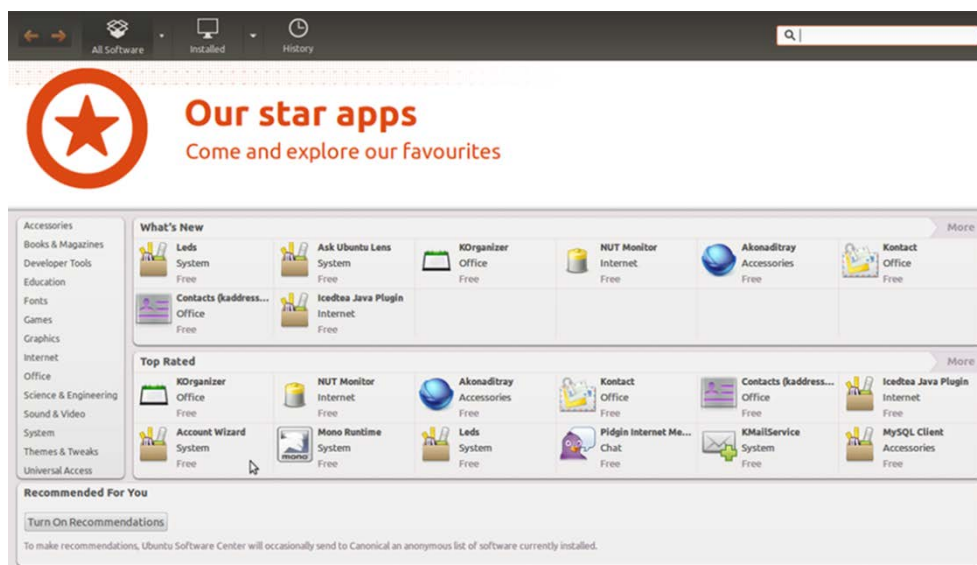 All Software
Installed
History
Our star apps
Come and explore our favourites
Accessories
Books & Magazines
Developer Tools
Education
Fonts
Games
Graphics
Internet
Office
Science & Engineering
Sound & Video
System
Themes & Tweaks
Universal Access
What's New
More
Leds
System
Free
Ask Ubuntu Lens
System
Free
KOrganizer
Office
Free
NUT Monitor
Internet
Free
Akonaditray
Accessories
Free
Kontact
Office
Free
Contacts (kaddress...
Office
Free
Icedtea Java Plugin
Internet
Free
Top Rated
More
KOrganizer
Office
Free
NUT Monitor
Internet
Free
Akonaditray
Accessories
Free
Kontact
Office
Free
Contacts (kaddress...
Office
Free
Icedtea Java Plugin
Internet
Free
Account Wizard
System
Free
mono
Mono Runtime
System
Free
Leds
System
Free
Pidgin Internet Me...
Chat
Free
KMailService
System
Free
MySQL Client
Accessories
Free
Recommended For You
Turn On Recommendations
To make recommendations, Ubuntu Software Center will occasionally send to Canonical an anonymous list of software currently installed.